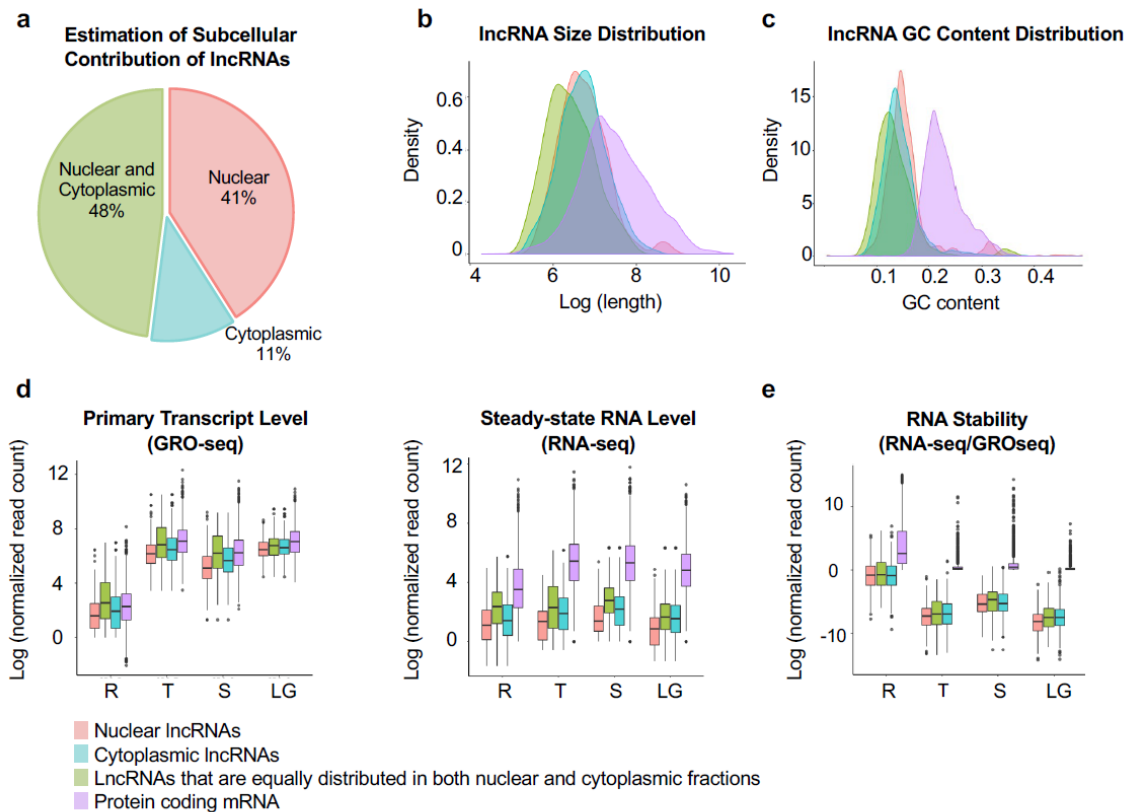 a
Estimation of Subcellular
Contribution of lncRNAs
Nuclear and
Cytoplasmic
48%
Nuclear
41%
Cytoplasmic
11%
b
lncRNA Size Distribution
Density
0.6
0.4
0.2
0
4
6
8
10
Log (length)
c
lncRNA GC Content Distribution
Density
15
10
5
0
0.1
0.2
0.3
0.4
GC content
d
Primary Transcript Level
(GRO-seq)
Log (normalized read count)
12
8
4
0
R
T
S
LG
Steady-state RNA Level
(RNA-seq)
Log (normalized read count)
12
8
4
0
R
T
S
LG
e
RNA Stability
(RNA-seq/GROseq)
Log (normalized read count)
10
0
-10
R
T
S
LG
Nuclear lncRNAs
Cytoplasmic lncRNAs
LncRNAs that are equally distributed in both nuclear and cytoplasmic fractions
Protein coding mRNA